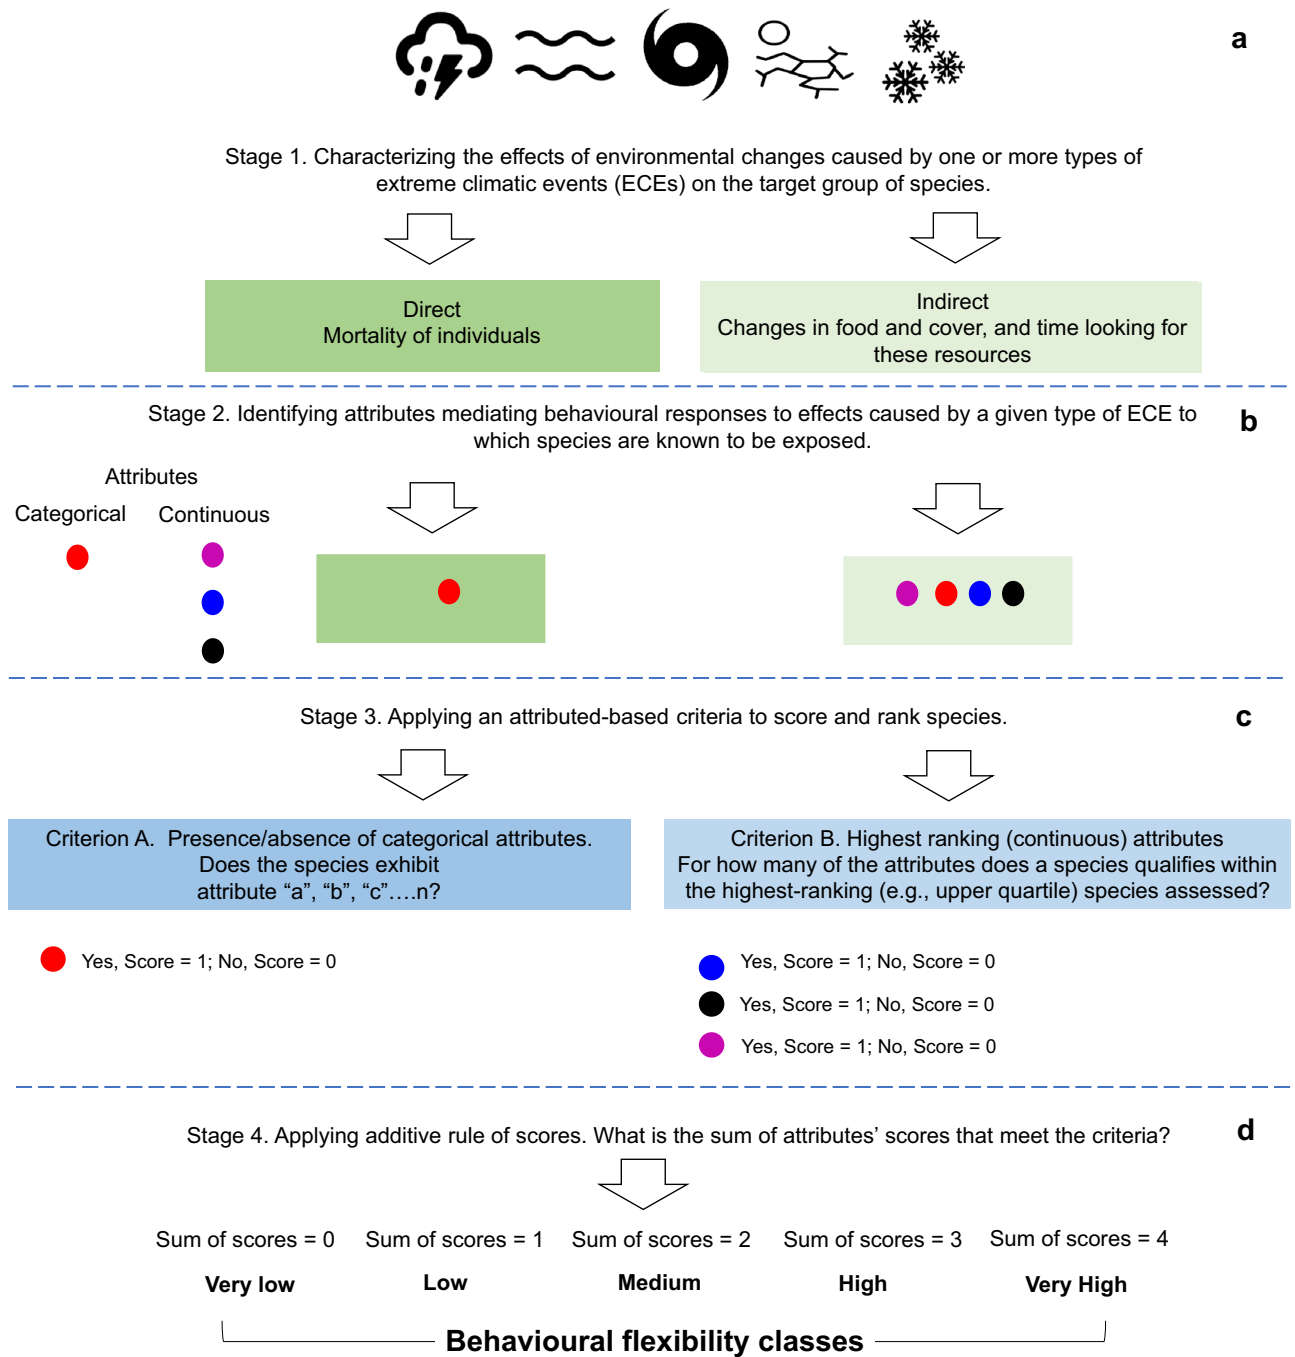 a
Stage 1. Characterizing the effects of environmental changes caused by one or more types of
extreme climatic events (ECEs) on the target group of species.
Direct
Mortality of individuals
Indirect
Changes in food and cover, and time looking for
these resources
Stage 2. Identifying attributes mediating behavioural responses to effects caused by a given type of ECE to
which species are known to be exposed.
b
Attributes
Categorical
Continuous
Stage 3. Applying an attributed-based criteria to score and rank species.
c
Criterion A.  Presence/absence of categorical attributes.
Does the species exhibit
attribute “a”, “b”, “c”….n?
Criterion B. Highest ranking (continuous) attributes
For how many of the attributes does a species qualifies within
the highest-ranking (e.g., upper quartile) species assessed?
Yes, Score = 1; No, Score = 0
Yes, Score = 1; No, Score = 0
Yes, Score = 1; No, Score = 0
Yes, Score = 1; No, Score = 0
Stage 4. Applying additive rule of scores. What is the sum of attributes’ scores that meet the criteria?
d
Sum of scores = 0
Sum of scores = 1
Sum of scores = 2
Sum of scores = 3
Sum of scores = 4
Very low
Low
Medium
High
Very High
Behavioural flexibility classes